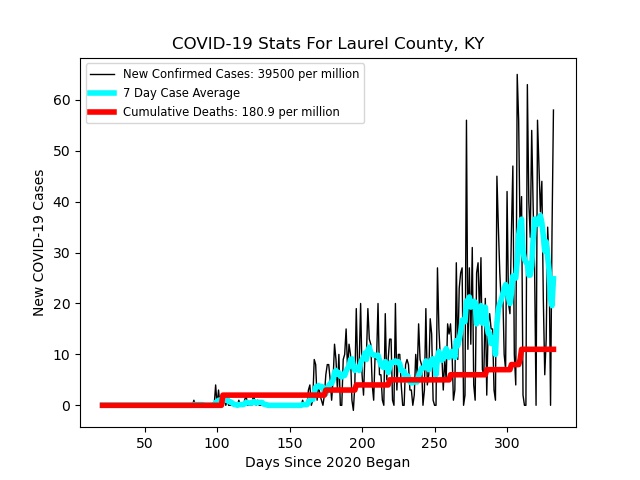 COVID-19 Stats For Laurel County, KY
New Confirmed Cases: 39500 per million
7 Day Case Average
Cumulative Deaths: 180.9 per million
New COVID-19 Cases
60
50
40
30
20
10
0
50 100 150 200 250 300
Days Since 2020 Began